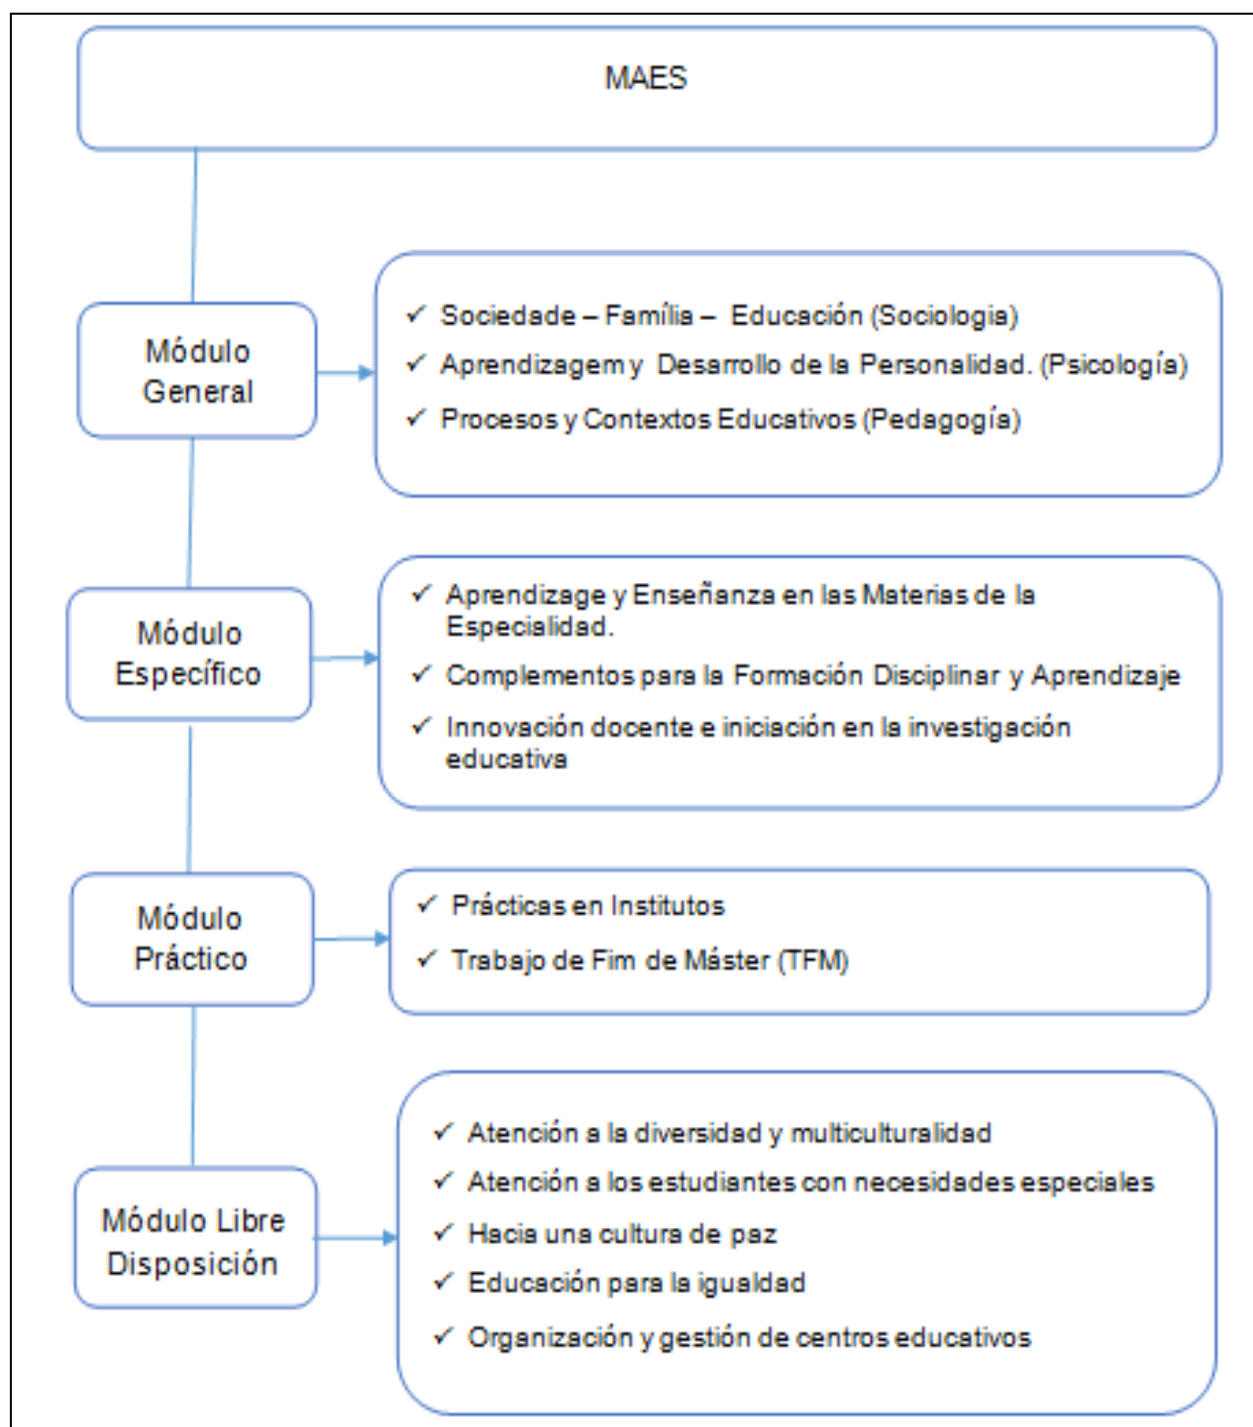 MAES
Módulo
General
✓ Sociedade – Família – Educación (Sociologia)
✓ Aprendizagem y Desarrollo de la Personalidad. (Psicología)
✓ Procesos y Contextos Educativos (Pedagogía)
Módulo
Específico
✓ Aprendizage y Enseñanza en las Materias de la
Especialidad.
✓ Complementos para la Formación Disciplinar y Aprendizaje
✓ Innovación docente e iniciación en la investigación
educativa
Módulo
Práctico
✓ Prácticas en Institutos
✓ Trabajo de Fim de Máster (TFM)
Módulo Libre
Disposición
✓ Atención a la diversidad y multiculturalidad
✓ Atención a los estudiantes con necesidades especiales
✓ Hacia una cultura de paz
✓ Educación para la igualdad
✓ Organización y gestión de centros educativos